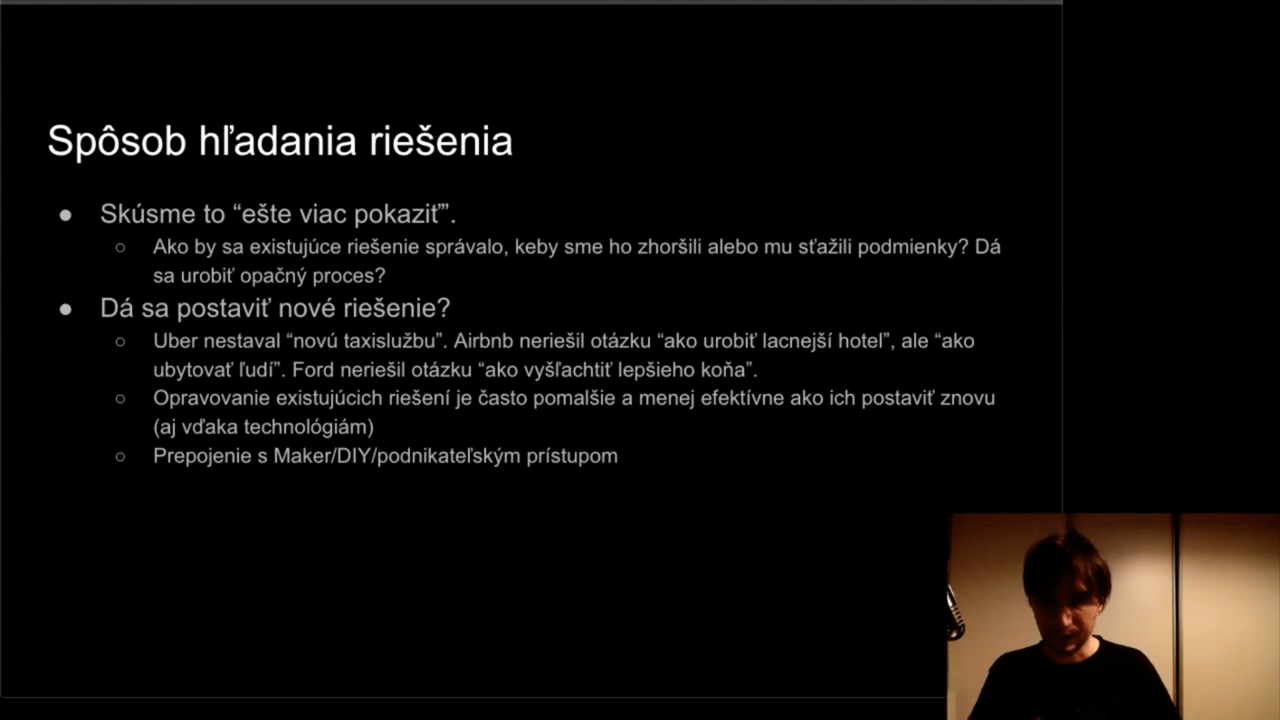 Spôsob hľadania riešenia
● Skúsme to “ešte viac pokaziť”.
○ Ako by sa existujúce riešenie správalo, keby sme ho zhoršili alebo mu sťažili podmienky? Dá
sa urobiť opačný proces?
● Dá sa postaviť nové riešenie?
○ Uber nestaval “novú taxislužbu”. Airbnb neriešil otázku “ako urobiť lacnejší hotel”, ale “ako
ubytovať ľudí”. Ford neriešil otázku “ako vyšľachtiť lepšieho koňa”.
○ Opravovanie existujúcich riešení je často pomalšie a menej efektívne ako ich postaviť znovu
(aj vďaka technológiám)
○ Prepojenie s Maker/DIY/podnikateľským prístupom